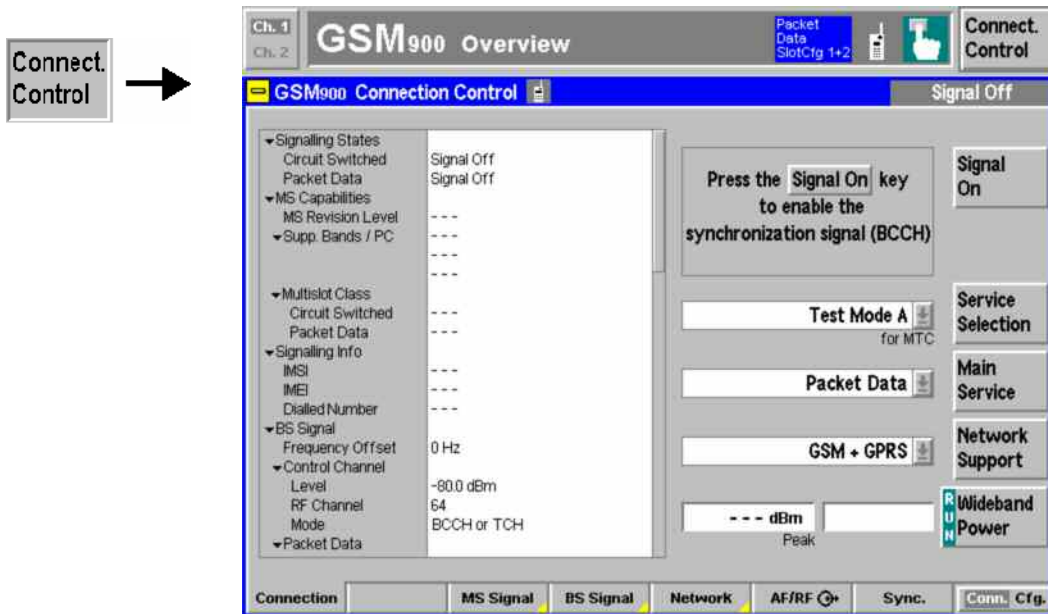 Connect.
Control
Ch. 1
Ch. 2
GSM900 Overview
Packet
Data
SlotCfg 1+2
Connect.
Control
GSM900 Connection Control
Signal Off
Signalling States
Circuit Switched Signal Off
Packet Data Signal Off
MS Capabilities
MS Revision Level - - -
Supp. Bands / PC - - -
- - -
- - -
Multislot Class
Circuit Switched - - -
Packet Data - - -
Signalling Info
IMSI - - -
IMEI - - -
Dialled Number - - -
BS Signal
Frequency Offset 0 Hz
Control Channel
Level -80.0 dBm
RF Channel 64
Mode BCCH or TCH
Packet Data
Press the Signal On key
to enable the
synchronization signal (BCCH)
Signal
On
Test Mode A
for MTC
Service
Selection
Packet Data
Main
Service
GSM + GPRS
Network
Support
- - - dBm
Peak
RUN
Wideband
Power
Connection MS Signal BS Signal Network AF/RF Sync. Conn. Cfg.